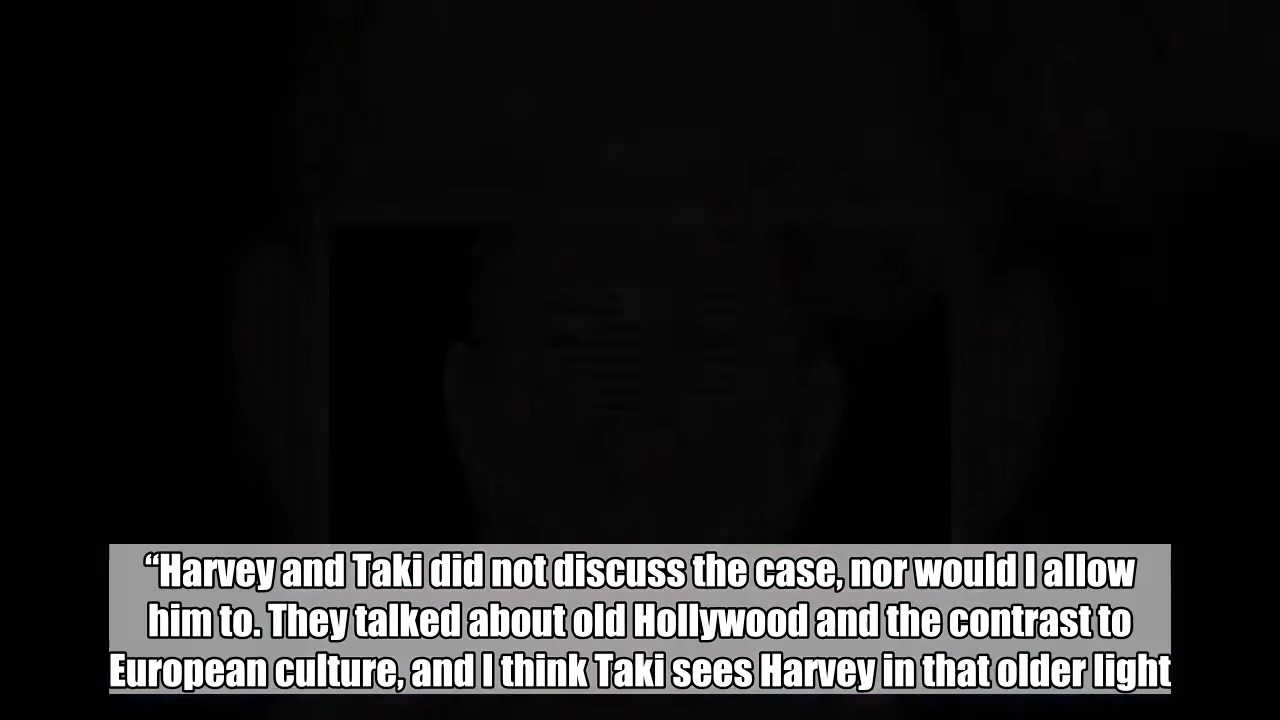 “Harvey and Taki did not discuss the case, nor would I allow
him to. They talked about old Hollywood and the contrast to
European culture, and I think Taki sees Harvey in that older light